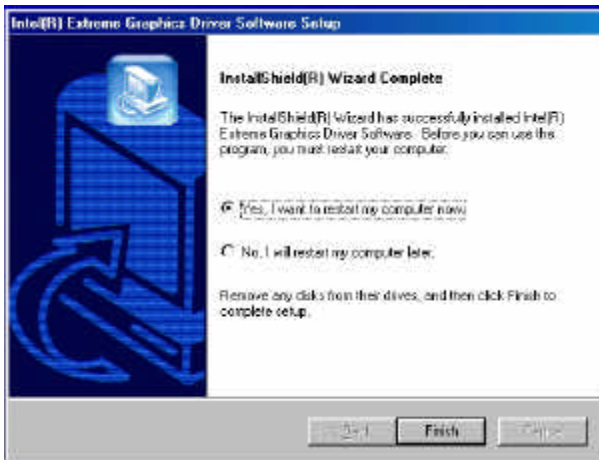 Intel(R) Extreme Graphics Driver Software Setup
InstallShield(R) Wizard Complete
The InstallShield(R) Wizard has successfully installed Intel(R)
Extreme Graphics Driver Software. Before you can use the
program, you must restart your computer.
Yes, I want to restart my computer now.
No, I will restart my computer later.
Remove any disks from their drives, and then click Finish to
complete setup.
< Back
Finish
Cancel